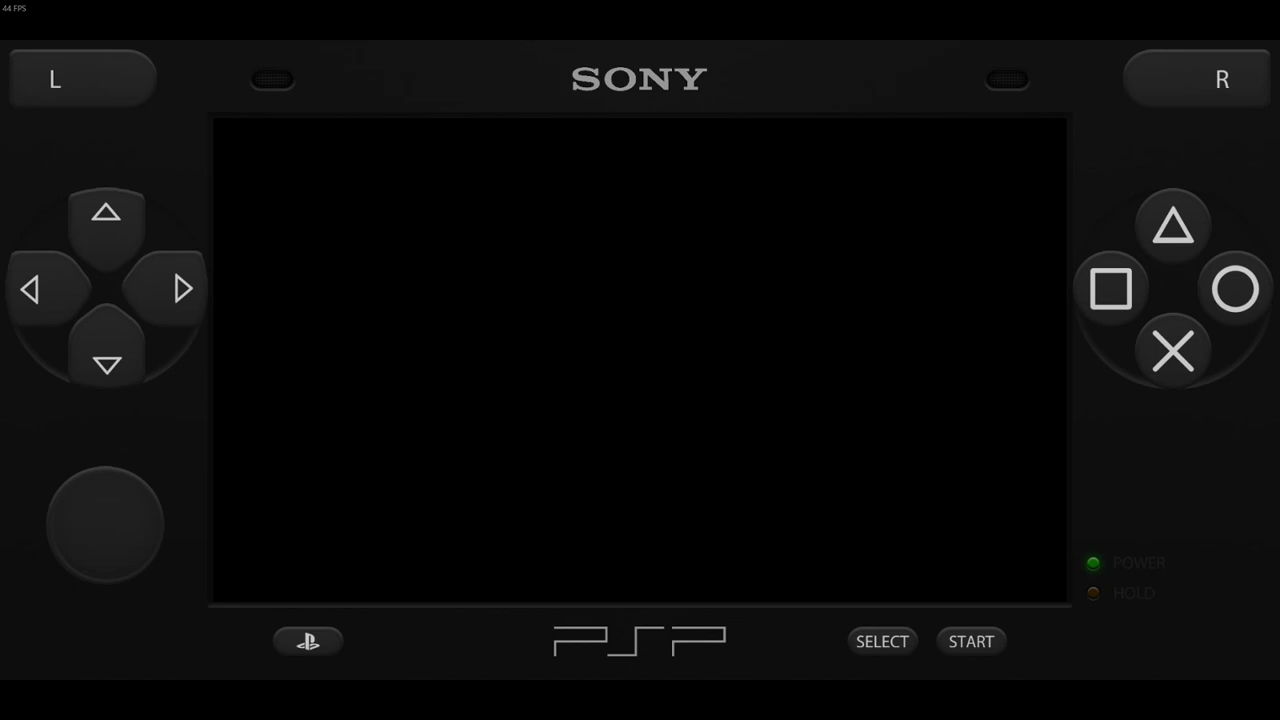 44 FPS
L
SONY
R
POWER
HOLD
PSP
SELECT
START